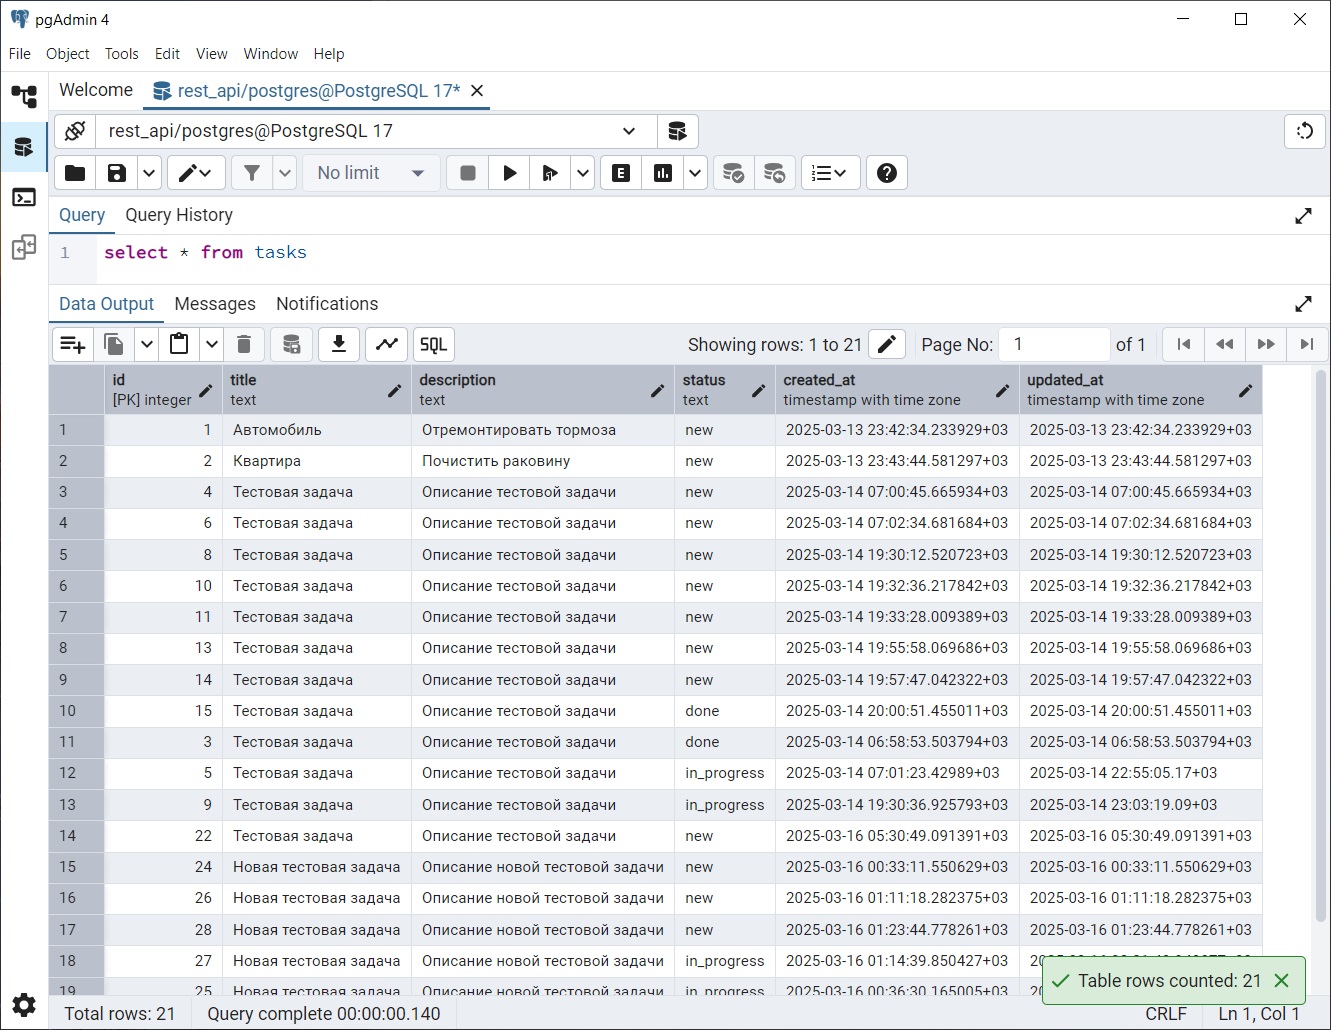 pgAdmin 4
File Object Tools Edit View Window Help
Welcome rest_api/postgres@PostgreSQL 17*
rest_api/postgres@PostgreSQL 17
No limit
Query Query History
1 select * from tasks
Data Output Messages Notifications
SQL Showing rows: 1 to 21 Page No: 1 of 1
id title description status created_at updated_at
[PK] integer text text text timestamp with time zone timestamp with time zone
1 1 Автомобиль Отремонтировать тормоза new 2025-03-13 23:42:34.233929+03 2025-03-13 23:42:34.233929+03
2 2 Квартира Почистить раковину new 2025-03-13 23:43:44.581297+03 2025-03-13 23:43:44.581297+03
3 4 Тестовая задача Описание тестовой задачи new 2025-03-14 07:00:45.665934+03 2025-03-14 07:00:45.665934+03
4 6 Тестовая задача Описание тестовой задачи new 2025-03-14 07:02:34.681684+03 2025-03-14 07:02:34.681684+03
5 8 Тестовая задача Описание тестовой задачи new 2025-03-14 19:30:12.520723+03 2025-03-14 19:30:12.520723+03
6 10 Тестовая задача Описание тестовой задачи new 2025-03-14 19:32:36.217842+03 2025-03-14 19:32:36.217842+03
7 11 Тестовая задача Описание тестовой задачи new 2025-03-14 19:33:28.009389+03 2025-03-14 19:33:28.009389+03
8 13 Тестовая задача Описание тестовой задачи new 2025-03-14 19:55:58.069686+03 2025-03-14 19:55:58.069686+03
9 14 Тестовая задача Описание тестовой задачи new 2025-03-14 19:57:47.042322+03 2025-03-14 19:57:47.042322+03
10 15 Тестовая задача Описание тестовой задачи done 2025-03-14 20:00:51.455011+03 2025-03-14 20:00:51.455011+03
11 3 Тестовая задача Описание тестовой задачи done 2025-03-14 06:58:53.503794+03 2025-03-14 06:58:53.503794+03
12 5 Тестовая задача Описание тестовой задачи in_progress 2025-03-14 07:01:23.42989+03 2025-03-14 22:55:05.17+03
13 9 Тестовая задача Описание тестовой задачи in_progress 2025-03-14 19:30:36.925793+03 2025-03-14 23:03:19.09+03
14 22 Тестовая задача Описание тестовой задачи new 2025-03-16 05:30:49.091391+03 2025-03-16 05:30:49.091391+03
15 24 Новая тестовая задача Описание новой тестовой задачи new 2025-03-16 00:33:11.550629+03 2025-03-16 00:33:11.550629+03
16 26 Новая тестовая задача Описание новой тестовой задачи new 2025-03-16 01:11:18.282375+03 2025-03-16 01:11:18.282375+03
17 28 Новая тестовая задача Описание новой тестовой задачи new 2025-03-16 01:23:44.778261+03 2025-03-16 01:23:44.778261+03
18 27 Новая тестовая задача Описание новой тестовой задачи in_progress 2025-03-16 01:14:39.850427+03
19 25 Новая тестовая задача Описание новой тестовой задачи in_progress 2025-03-16 00:36:30.165005+03
Table rows counted: 21
Total rows: 21 Query complete 00:00:00.140 CRLF Ln 1, Col 1